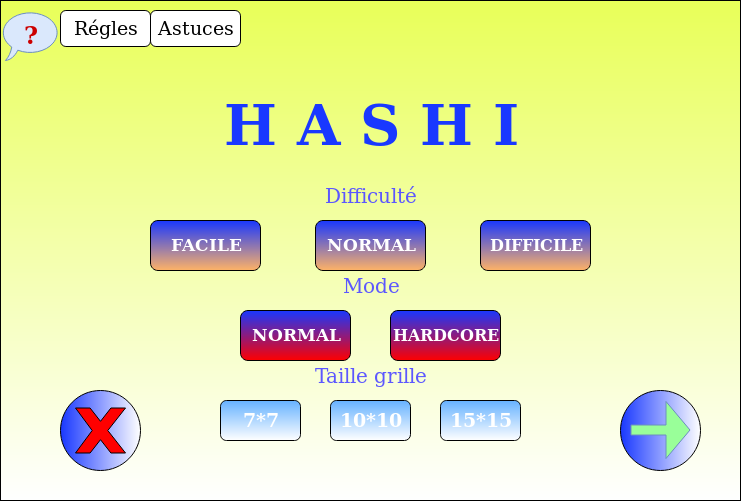 ?
Régles Astuces
H A S H I
Difficulté
FACILE NORMAL DIFFICILE
Mode
NORMAL HARDCORE
Taille grille
7*7 10*10 15*15